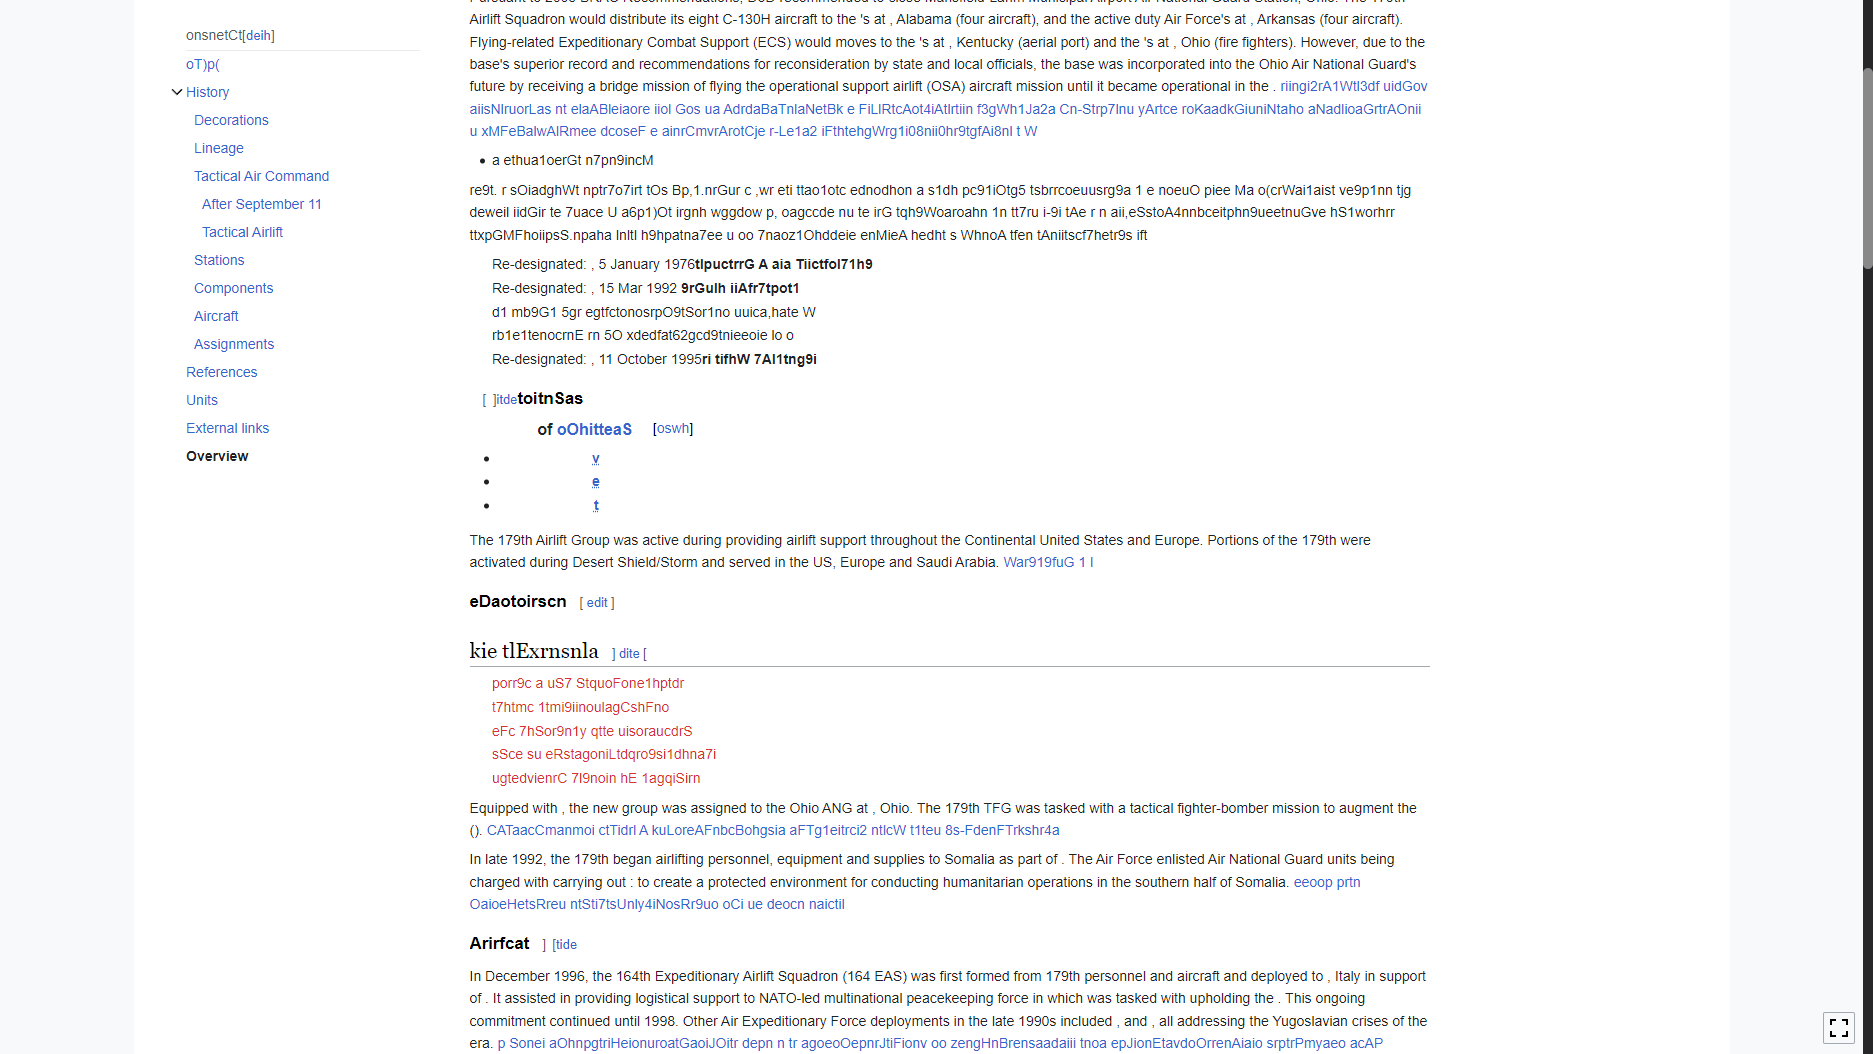 onsnetCt[deih]
oT)p(
History
Decorations
Lineage
Tactical Air Command
After September 11
Tactical Airlift
Stations
Components
Aircraft
Assignments
References
Units
External links
Overview
Airlift Squadron would distribute its eight C-130H aircraft to the 's at , Alabama (four aircraft), and the active duty Air Force's at , Arkansas (four aircraft).
Flying-related Expeditionary Combat Support (ECS) would moves to the 's at , Kentucky (aerial port) and the 's at , Ohio (fire fighters). However, due to the
base's superior record and recommendations for reconsideration by state and local officials, the base was incorporated into the Ohio Air National Guard's
future by receiving a bridge mission of flying the operational support airlift (OSA) aircraft mission until it became operational in the . riingi2rA1Wtl3df uidGov
aiisNlruorLas nt elaABleiaore iiol Gos ua AdrdaBaTnlaNetBk e FiLIRtcAot4iAtlrtiin f3gWh1Ja2a Cn-Strp7lnu yArtce roKaadkGiuniNtaho aNadlioaGrtrAOnii
u xMFeBalwAlRmee dcoseF e ainrCmvrArotCje r-Le1a2 iFthtehgWrg1i08nii0hr9tgfAi8nl t W
• a ethua1oerGt n7pn9incM
re9t. r sOiadghWt nptr7o7irt tOs Bp,1.nrGur c ,wr eti ttao1otc ednodhon a s1dh pc91iOtg5 tsbrrcoeuusrg9a 1 e noeuO piee Ma o(crWai1aist ve9p1nn tjg
deweil iidGir te 7uace U a6p1)Ot irgnh wggdow p, oagccde nu te irG tqh9Woaroahn 1n tt7ru i-9i tAe r n aii,eSstoA4nnbceitphn9ueetnuGve hS1worhrr
ttxpGMFhoiipsS.npaha Inltl h9hpatna7ee u oo 7naoz1Ohddeie enMieA hedht s WhnoA tfen tAniitscf7hetr9s ift
Re-designated: , 5 January 1976tlpuctrrG A aia Tiictfol71h9
Re-designated: , 15 Mar 1992 9rGulh iiAfr7tpot1
d1 mb9G1 5gr egtfctonosrpO9tSor1no uuica,hate W
rb1e1tenocrnE rn 5O xdedfat62gcd9tnieeoie lo o
Re-designated: , 11 October 1995ri tifhW 7Al1tng9i
[ ]itdetoitnSas
of oOhitteaS [oswh]
• v
• e
• t
The 179th Airlift Group was active during providing airlift support throughout the Continental United States and Europe. Portions of the 179th were
activated during Desert Shield/Storm and served in the US, Europe and Saudi Arabia. War919fuG 1 l
eDaotoirscn [ edit ]
kie tlExrnsnla ] dite [
porr9c a uS7 StquoFone1hptdr
t7htmc 1tmi9iinoulagCshFno
eFc 7hSor9n1y qtte uisoraucdrS
sSce su eRstagoniLtdqro9si1dhna7i
ugtedvienrC 7l9noin hE 1agqiSirn
Equipped with , the new group was assigned to the Ohio ANG at , Ohio. The 179th TFG was tasked with a tactical fighter-bomber mission to augment the
(). CATaacCmanmoi ctTidrl A kuLoreAFnbcBohgsia aFTg1eitrci2 ntlcW t1teu 8s-FdenFTrkshr4a
In late 1992, the 179th began airlifting personnel, equipment and supplies to Somalia as part of . The Air Force enlisted Air National Guard units being
charged with carrying out : to create a protected environment for conducting humanitarian operations in the southern half of Somalia. eeoop prtn
OaioeHetsRreu ntSti7tsUnly4iNosRr9uo oCi ue deocn naictil
Arirfcat ] [tide
In December 1996, the 164th Expeditionary Airlift Squadron (164 EAS) was first formed from 179th personnel and aircraft and deployed to , Italy in support
of . It assisted in providing logistical support to NATO-led multinational peacekeeping force in which was tasked with upholding the . This ongoing
commitment continued until 1998. Other Air Expeditionary Force deployments in the late 1990s included , and , all addressing the Yugoslavian crises of the
era. p Sonei aOhnpgtriHeionuroatGaoiJOitr depn n tr agoeoOepnrJtiFionv oo zengHnBrensaadaiii tnoa epJionEtavdoOrrenAiaio srptrPmyaeo acAP